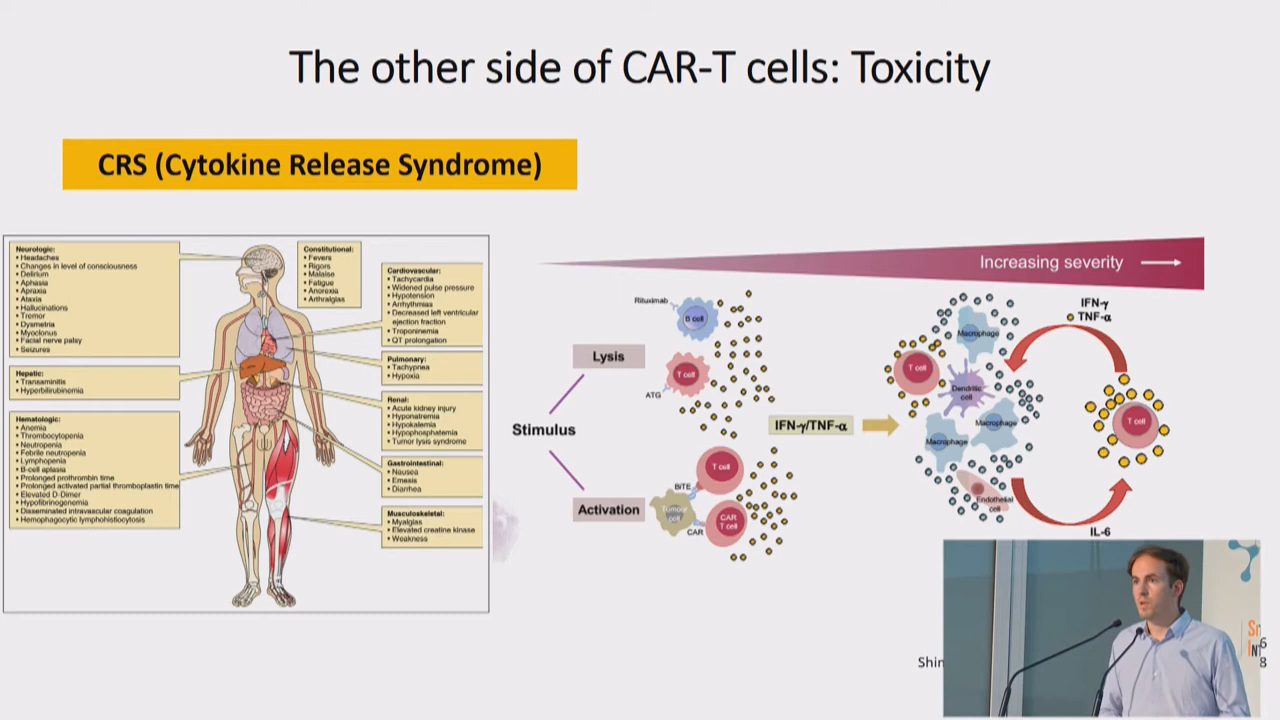 The other side of CAR-T cells: Toxicity
CRS (Cytokine Release Syndrome)
Neurologic:
• Headaches
• Changes in level of consciousness
• Delirium
• Aphasia
• Apraxia
• Ataxia
• Hallucinations
• Tremor
• Dysmetria
• Myoclonus
• Facial nerve palsy
• Seizures
Hepatic:
• Transaminitis
• Hyperbilirubinemia
Hematologic:
• Anemia
• Thrombocytopenia
• Neutropenia
• Febrile neutropenia
• Lymphopenia
• B-cell aplasia
• Prolonged prothrombin time
• Prolonged activated partial thromboplastin time
• Elevated D-Dimer
• Hypofibrinogenemia
• Disseminated intravascular coagulation
• Hemophagocytic lymphohistiocytosis
Constitutional:
• Fevers
• Rigors
• Malaise
• Fatigue
• Anorexia
• Arthralgias
Cardiovascular:
• Tachycardia
• Widened pulse pressure
• Hypotension
• Arrhythmias
• Decreased left ventricular
ejection fraction
• Troponinemia
• QT prolongation
Pulmonary:
• Tachypnea
• Hypoxia
Renal:
• Acute kidney injury
• Hyponatremia
• Hypokalemia
• Hypophosphatemia
• Tumor lysis syndrome
Gastrointestinal:
• Nausea
• Emesis
• Diarrhea
Musculoskeletal:
• Myalgias
• Elevated creatine kinase
• Weakness
Increasing severity
Stimulus
Lysis
Activation
Rituximab
B cell
T cell
ATG
T cell
BiTE
Tumour
cell
CAR
T cell
CAR
IFN-γ/TNF-α
T cell
Macrophage
Dendritic
cell
Macrophage
Macrophage
Endothelial
cell
IFN-γ
TNF-α
T cell
IL-6
Shim
6
8